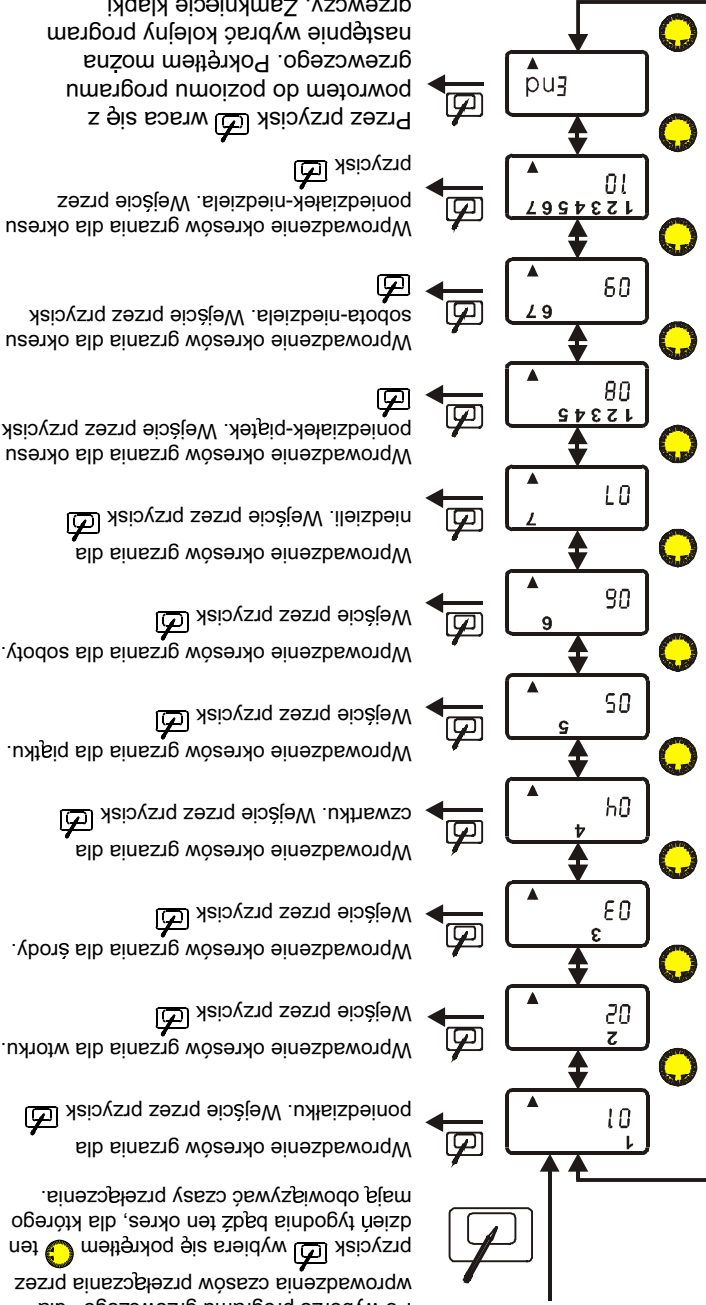 Po wyborze programu grzewczego dla
wprowadzenia czasów przełączania przez
przycisk wybiera się pokrętłem ten
dzień tygodnia bądź ten okres, dla którego
mają obowiązywać czasy przełączenia.
1
01
Wprowadzenie okresów grzania dla
poniedziałku. Wejście przez przycisk
2
02
Wprowadzenie okresów grzania dla wtorku.
Wejście przez przycisk
3
03
Wprowadzenie okresów grzania dla środy.
Wejście przez przycisk
4
04
Wprowadzenie okresów grzania dla
czwartku. Wejście przez przycisk
5
05
Wprowadzenie okresów grzania dla piątku.
Wejście przez przycisk
6
06
Wprowadzenie okresów grzania dla soboty.
Wejście przez przycisk
7
07
Wprowadzenie okresów grzania dla
niedzieli. Wejście przez przycisk
1 2 3 4 5
08
Wprowadzenie okresów grzania dla okresu
poniedziałek-piątek. Wejście przez przycisk
6 7
09
Wprowadzenie okresów grzania dla okresu
sobota-niedziela. Wejście przez przycisk
1 2 3 4 5 6 7
10
Wprowadzenie okresów grzania dla okresu
poniedziałek-niedziela. Wejście przez
przycisk
End
Przez przycisk wraca się z
powrotem do poziomu programu
grzewczego. Pokrętłem można
następnie wybrać kolejny program
grzewczy. Zamknięcie klapki